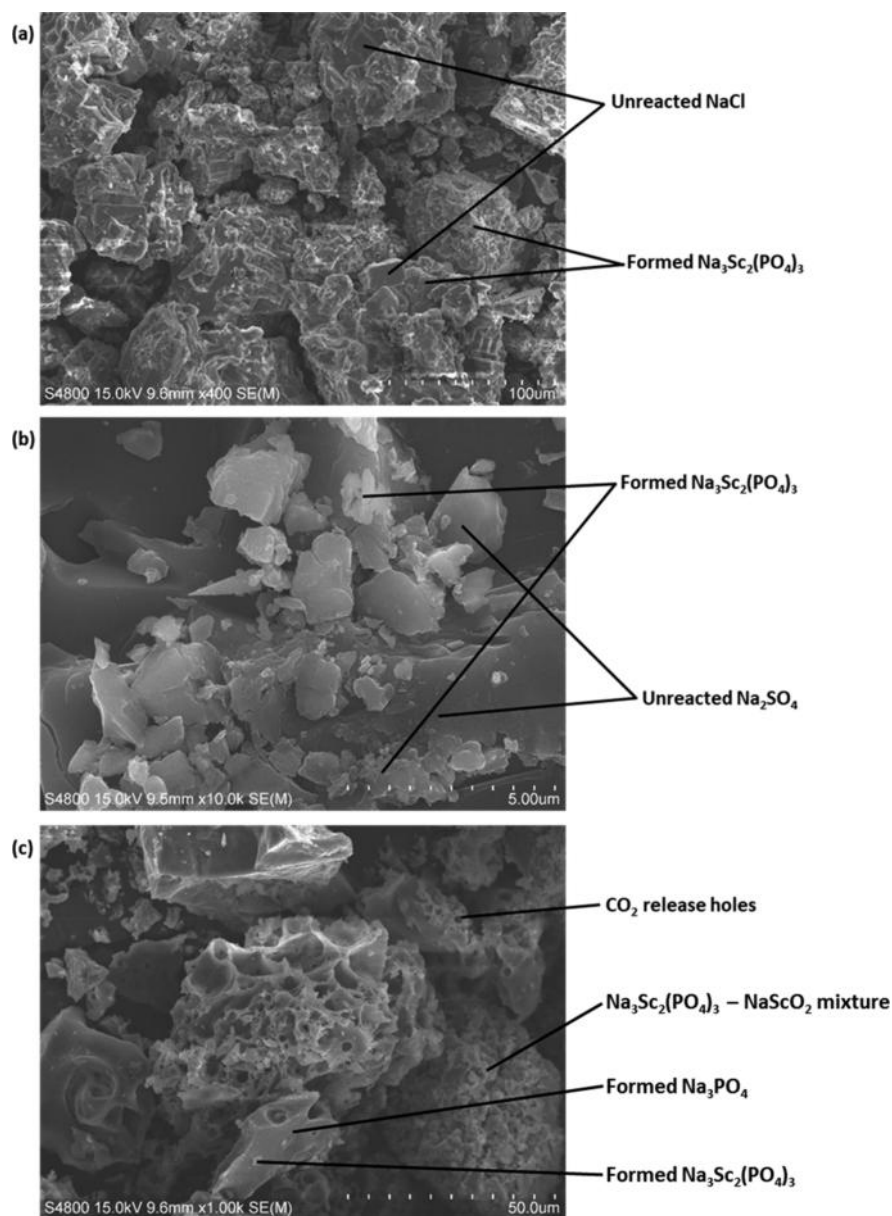 (a)
Unreacted NaCl
Formed Na₃Sc₂(PO₄)₃
S4800 15.0kV 9.6mm x400 SE(M)
100um
(b)
Formed Na₃Sc₂(PO₄)₃
Unreacted Na₂SO₄
S4800 15.0kV 9.5mm x10.0k SE(M)
5.00um
(c)
CO₂ release holes
Na₃Sc₂(PO₄)₃ – NaScO₂ mixture
Formed Na₃PO₄
Formed Na₃Sc₂(PO₄)₃
S4800 15.0kV 9.6mm x1.00k SE(M)
50.0um